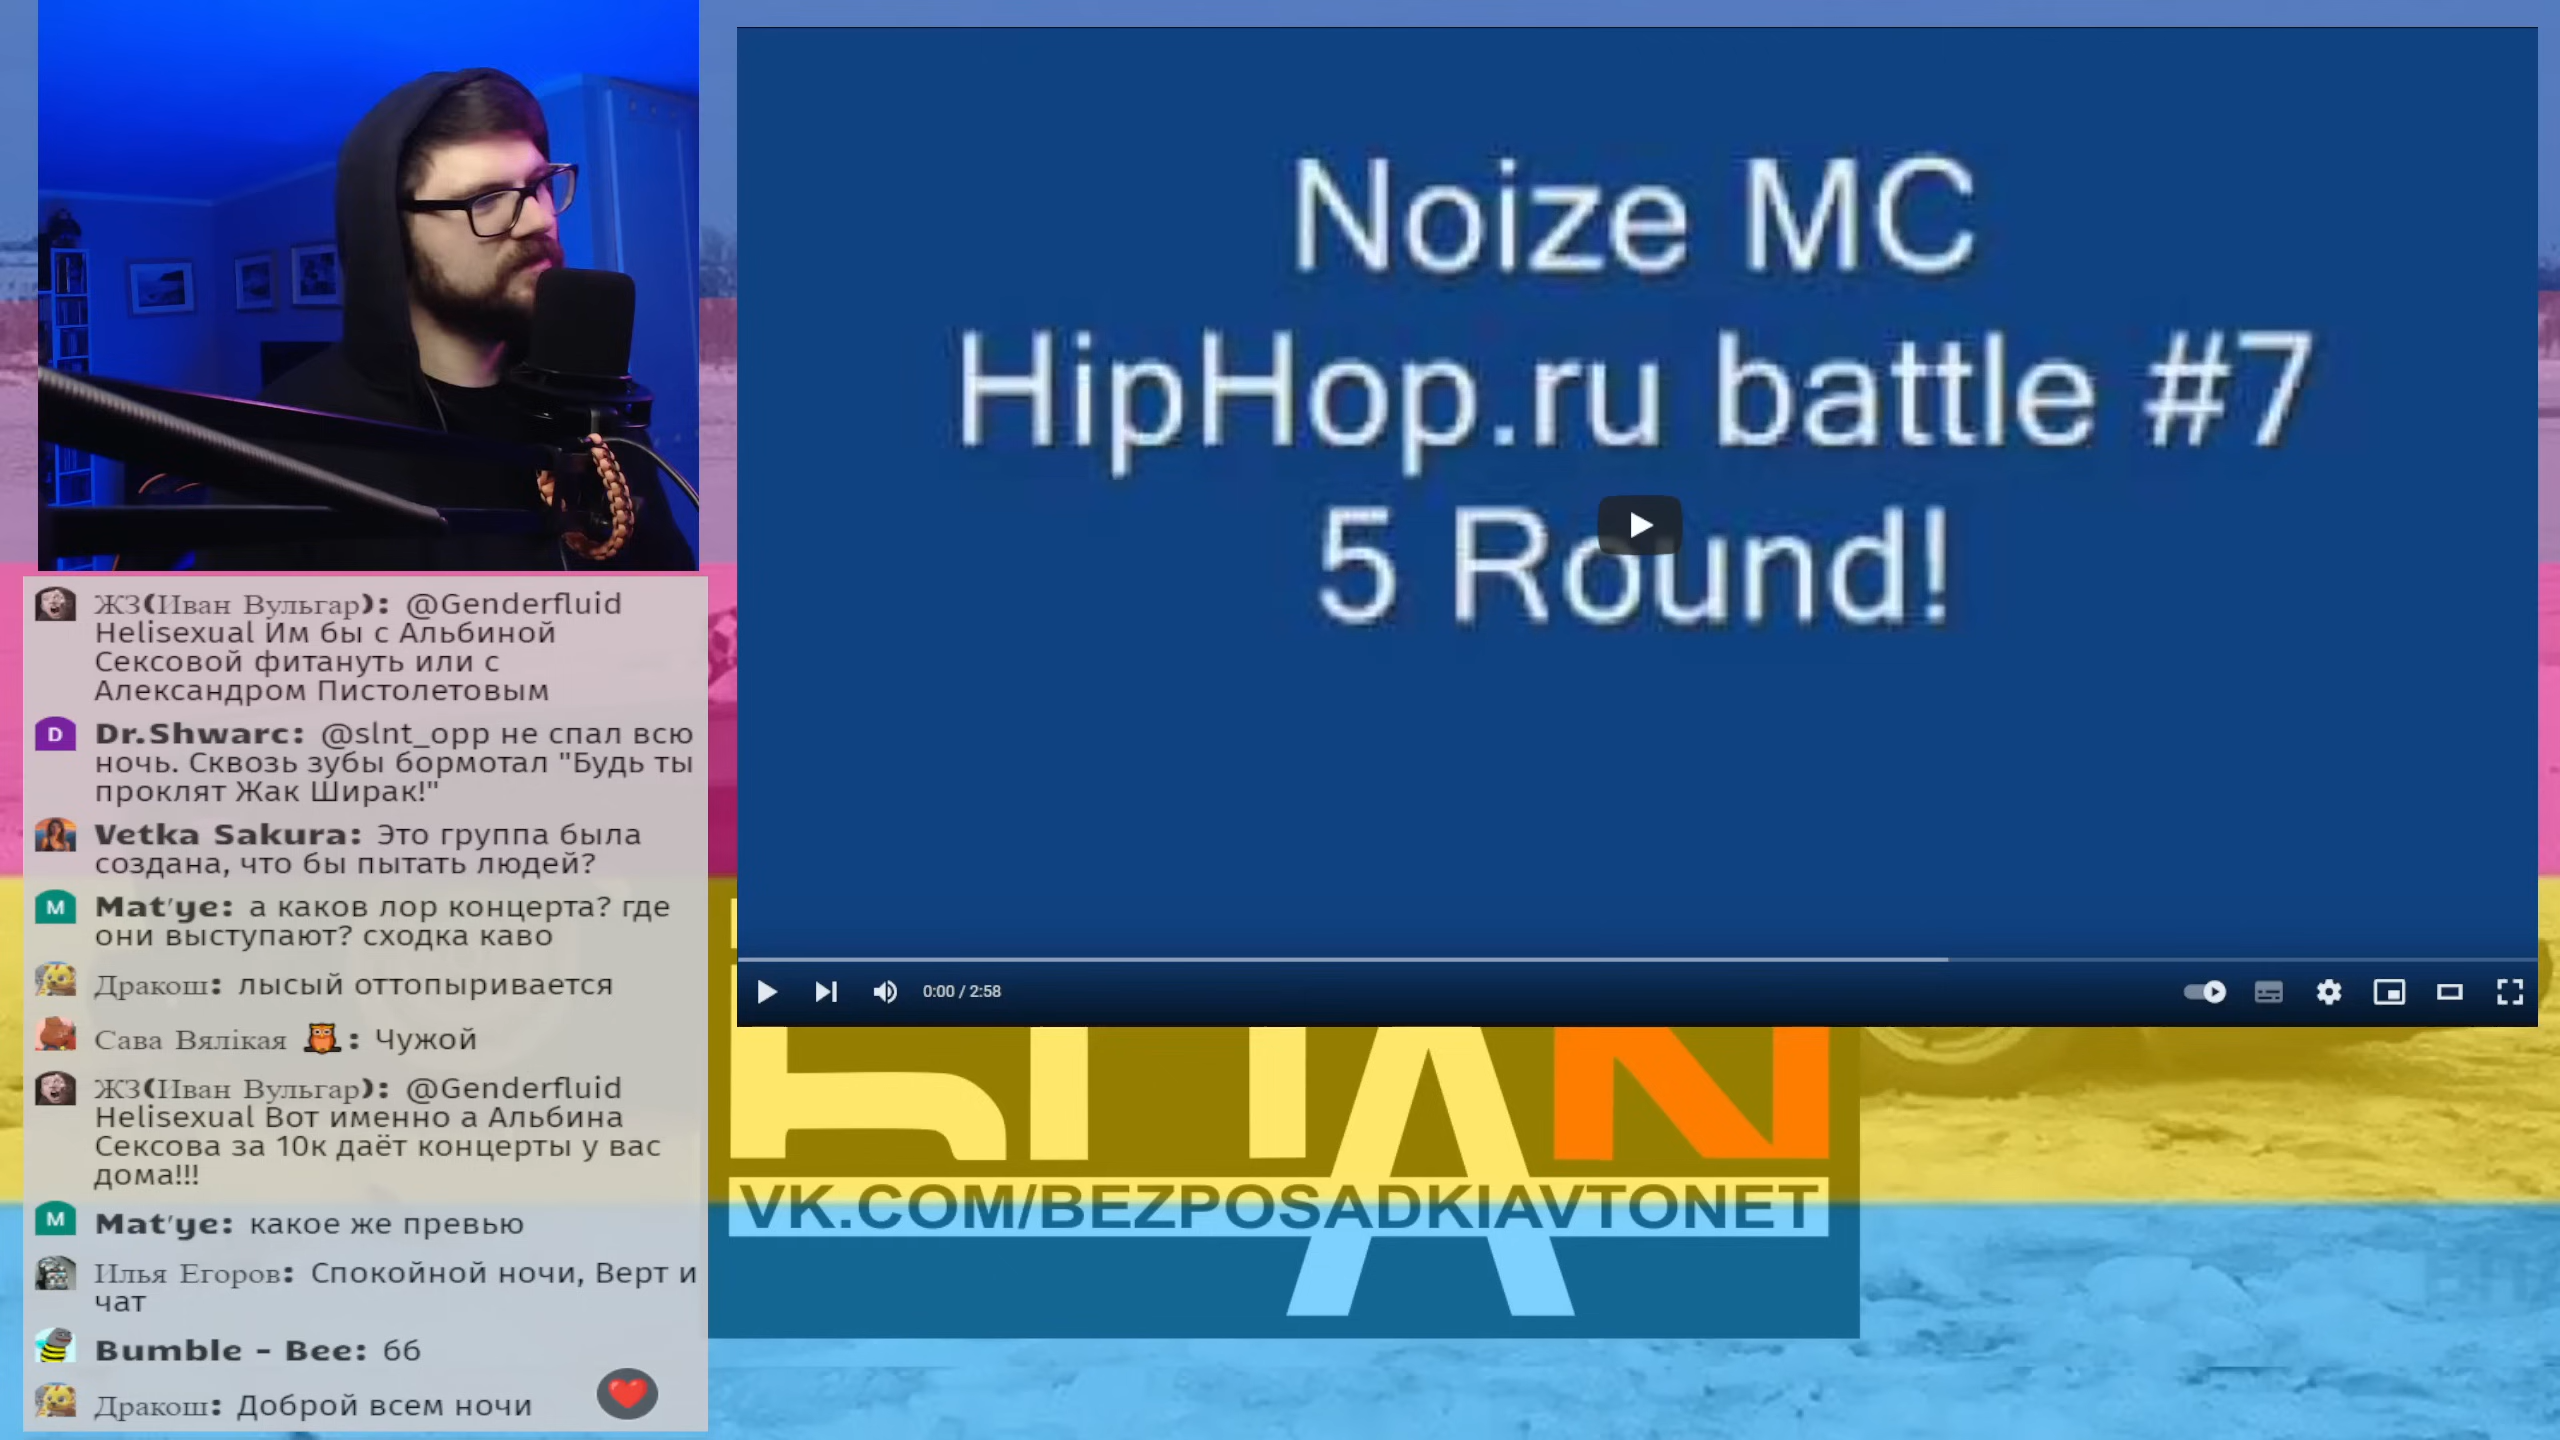 Noize MC
HipHop.ru battle #7
5 Round!
0:00 / 2:58
ЖЗ(Иван Вульгар): @Genderfluid
Helisexual Им бы с Альбиной
Сексовой фитануть или с
Александром Пистолетовым
D
Dr.Shwarc: @slnt_opp не спал всю
ночь. Сквозь зубы бормотал "Будь ты
проклят Жак Ширак!"
Vetka Sakura: Это группа была
создана, что бы пытать людей?
M
Mat'ye: а каков лор концерта? где
они выступают? сходка каво
Дракош: лысый оттопыривается
Сава Вялікая 🦉: Чужой
ЖЗ(Иван Вульгар): @Genderfluid
Helisexual Вот именно а Альбина
Сексова за 10к даёт концерты у вас
дома!!!
M
Mat'ye: какое же превью
Илья Егоров: Спокойной ночи, Верт и
чат
Bumble - Bee: бб
Дракош: Доброй всем ночи
VK.COM/BEZPOSADKIAVTONET